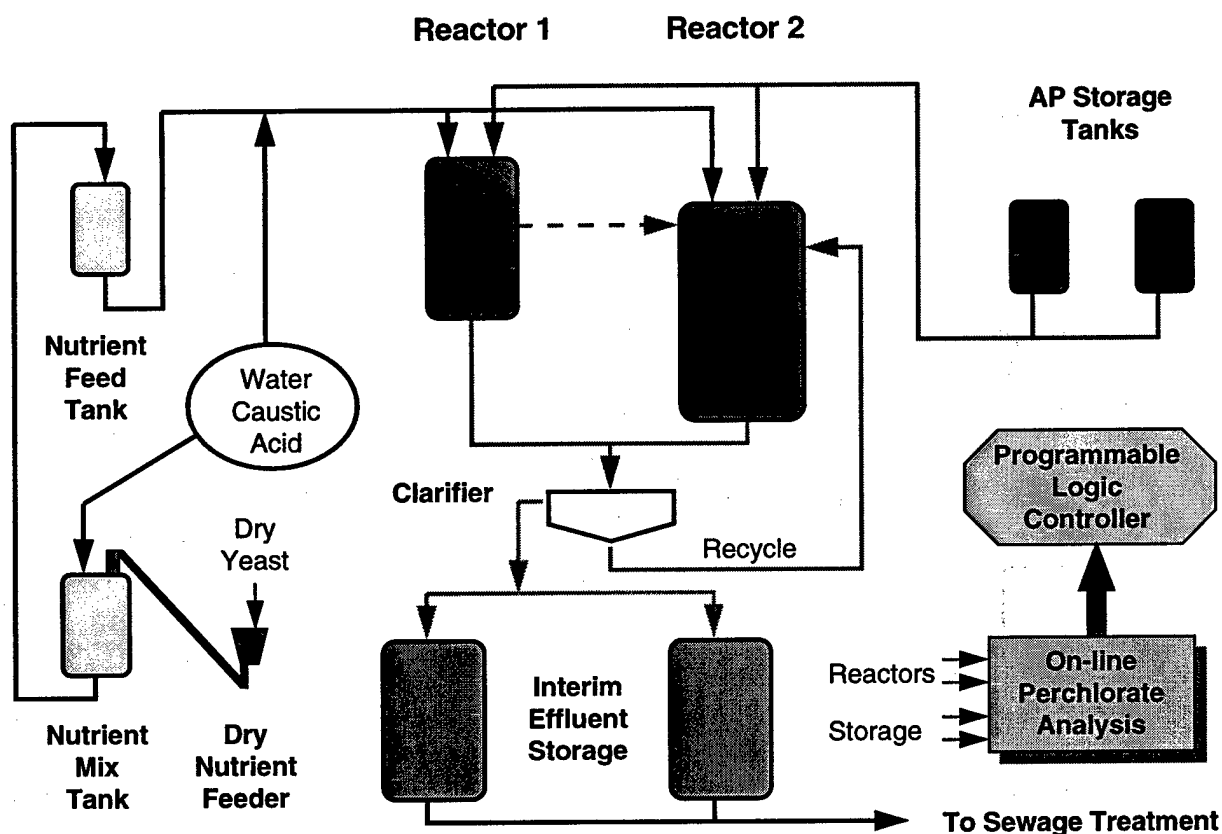 Reactor 1
Reactor 2
AP Storage
Tanks
Nutrient
Feed
Tank
Water
Caustic
Acid
Programmable
Logic
Controller
Clarifier
Recycle
Dry
Yeast
On-line
Perchlorate
Analysis
Reactors
Storage
Interim
Effluent
Storage
Nutrient
Mix
Tank
Dry
Nutrient
Feeder
To Sewage Treatment